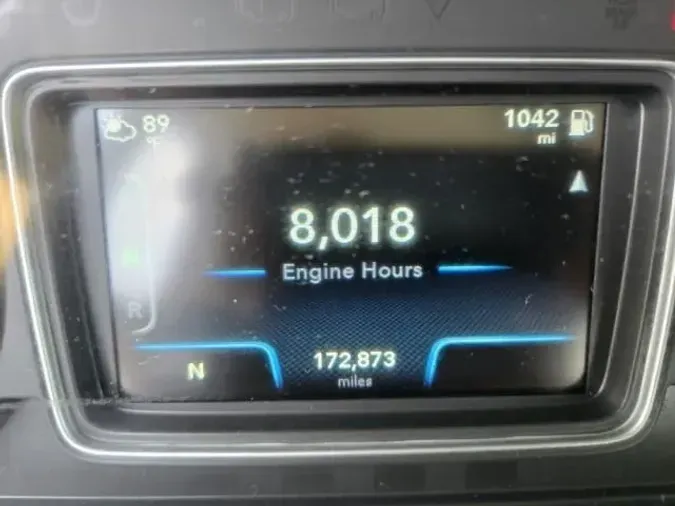 89
°F
1042
mi
8,018
Engine Hours
R
N
172,873
miles